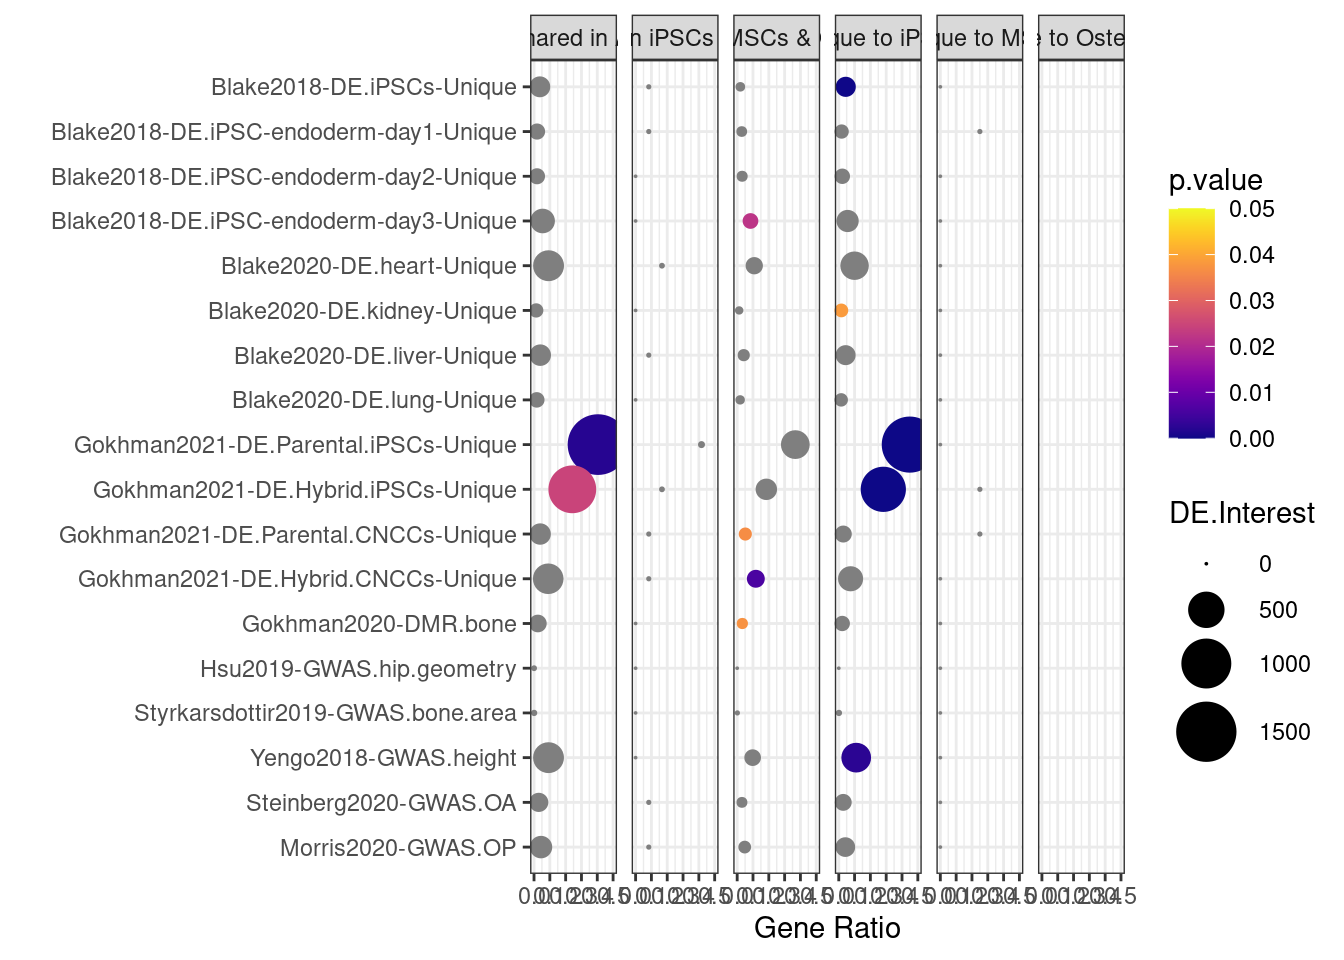 hared in
n iPSCs
MSCs &
que to iP
que to M
e to Oste
Blake2018-DE.iPSCs-Unique
Blake2018-DE.iPSC-endoderm-day1-Unique
Blake2018-DE.iPSC-endoderm-day2-Unique
Blake2018-DE.iPSC-endoderm-day3-Unique
Blake2020-DE.heart-Unique
Blake2020-DE.kidney-Unique
Blake2020-DE.liver-Unique
Blake2020-DE.lung-Unique
Gokhman2021-DE.Parental.iPSCs-Unique
Gokhman2021-DE.Hybrid.iPSCs-Unique
Gokhman2021-DE.Parental.CNCCs-Unique
Gokhman2021-DE.Hybrid.CNCCs-Unique
Gokhman2020-DMR.bone
Hsu2019-GWAS.hip.geometry
Styrkarsdottir2019-GWAS.bone.area
Yengo2018-GWAS.height
Steinberg2020-GWAS.OA
Morris2020-GWAS.OP
Gene Ratio
p.value
0.05
0.04
0.03
0.02
0.01
0.00
DE.Interest
0
500
1000
1500